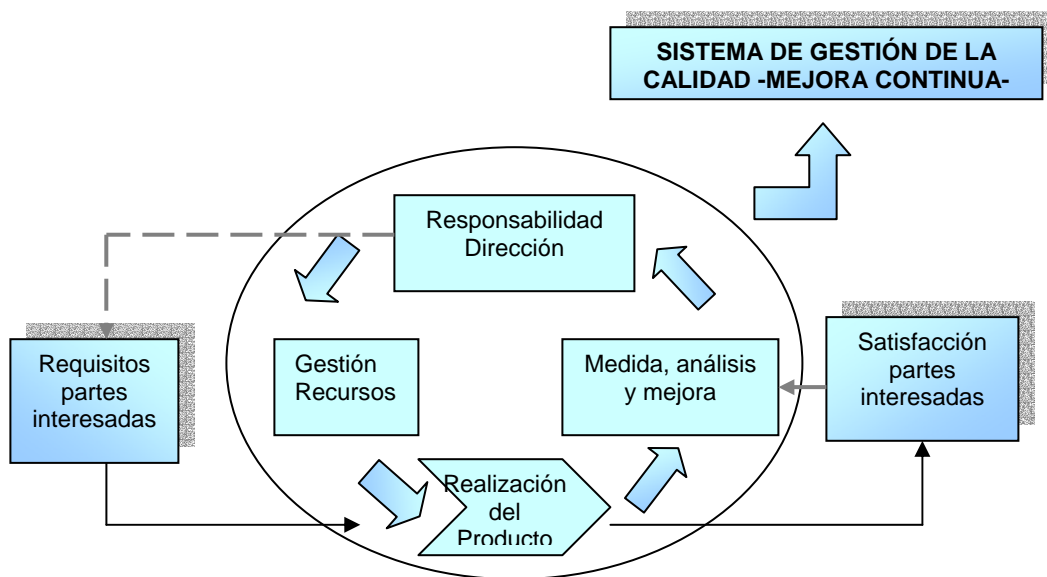 SISTEMA DE GESTIÓN DE LA
CALIDAD -MEJORA CONTINUA-
Responsabilidad
Dirección
Requisitos
partes
interesadas
Gestión
Recursos
Medida, análisis
y mejora
Satisfacción
partes
interesadas
Realización
del
Producto